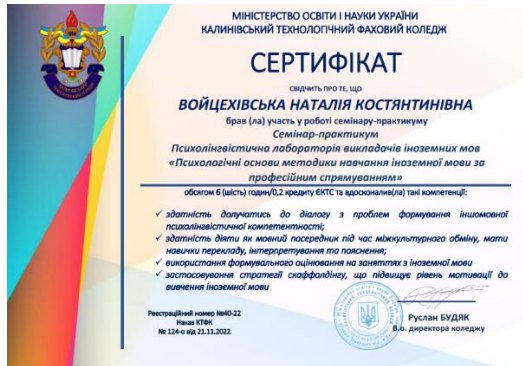 МІНІСТЕРСТВО ОСВІТИ І НАУКИ УКРАЇНИ
КАЛИНІВСЬКИЙ ТЕХНОЛОГІЧНИЙ ФАХОВИЙ КОЛЕДЖ
СЕРТИФІКАТ
СВІДЧИТЬ ПРО ТЕ, ЩО
ВОЙЦЕХІВСЬКА НАТАЛІЯ КОСТЯНТИНІВНА
брав (ла) участь у роботі семінару-практикуму
Семінар-практикум
Психолінгвістична лабораторія викладачів іноземних мов
«Психологічні основи методики навчання іноземної мови за
професійним спрямуванням»
обсягом 6 (шість) годин/0,2 кредиту ЄКТС та вдосконалив(ла) такі компетенції:
✓ здатність долучатись до діалогу з проблем формування іншомовної
психолінгвістичної компетентності;
✓ здатність діяти як мовний посередник під час міжкультурного обміну, мати
навички перекладу, інтерпретування та пояснення;
✓ використання формувального оцінювання на заняттях з іноземної мови
✓ застосовування стратегії скаффолдінгу, що підвищує рівень мотивації до
вивчення іноземної мови
Реєстраційний номер №40-22
Наказ КТФК
№ 124-о від 21.11.2022
Руслан БУДЯК
В.о. директора коледжу